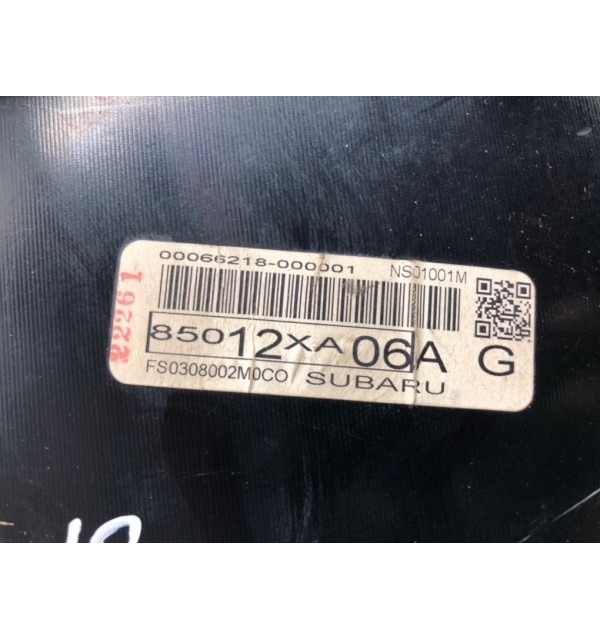 00066218-000001 NS01001M
22261
85012XA06A G
FS0308002M0CO SUBARU